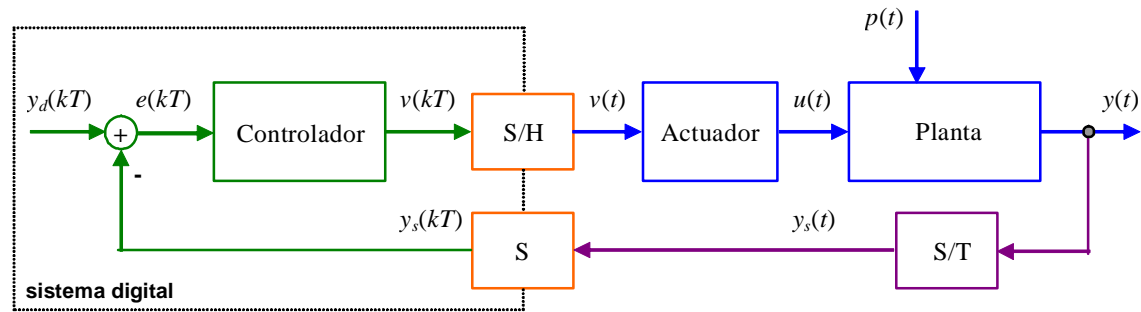 p(t)
y_d(kT)
e(kT)
v(kT)
v(t)
u(t)
y(t)
+
Controlador
S/H
Actuador
Planta
-
y_s(kT)
y_s(t)
S
S/T
sistema digital